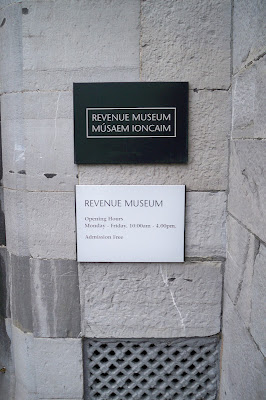 REVENUE MUSEUM
MÚSAEM IONCAIM
REVENUE MUSEUM
Opening Hours
Monday - Friday, 10:00am - 4.00pm,
Admission Free